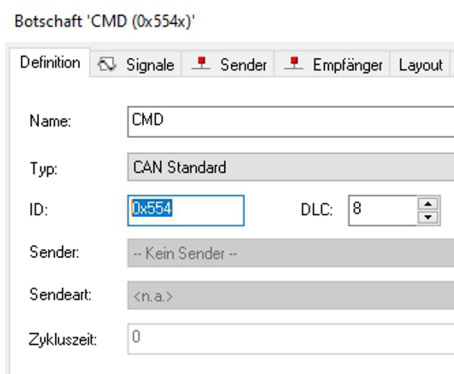 Botschaft 'CMD (0x554x)'
Definition Signale Sender Empfänger Layout
Name: CMD
Typ: CAN Standard
ID: 0x554 DLC: 8
Sender: -- Kein Sender --
Sendeart: <n.a.>
Zykluszeit: 0